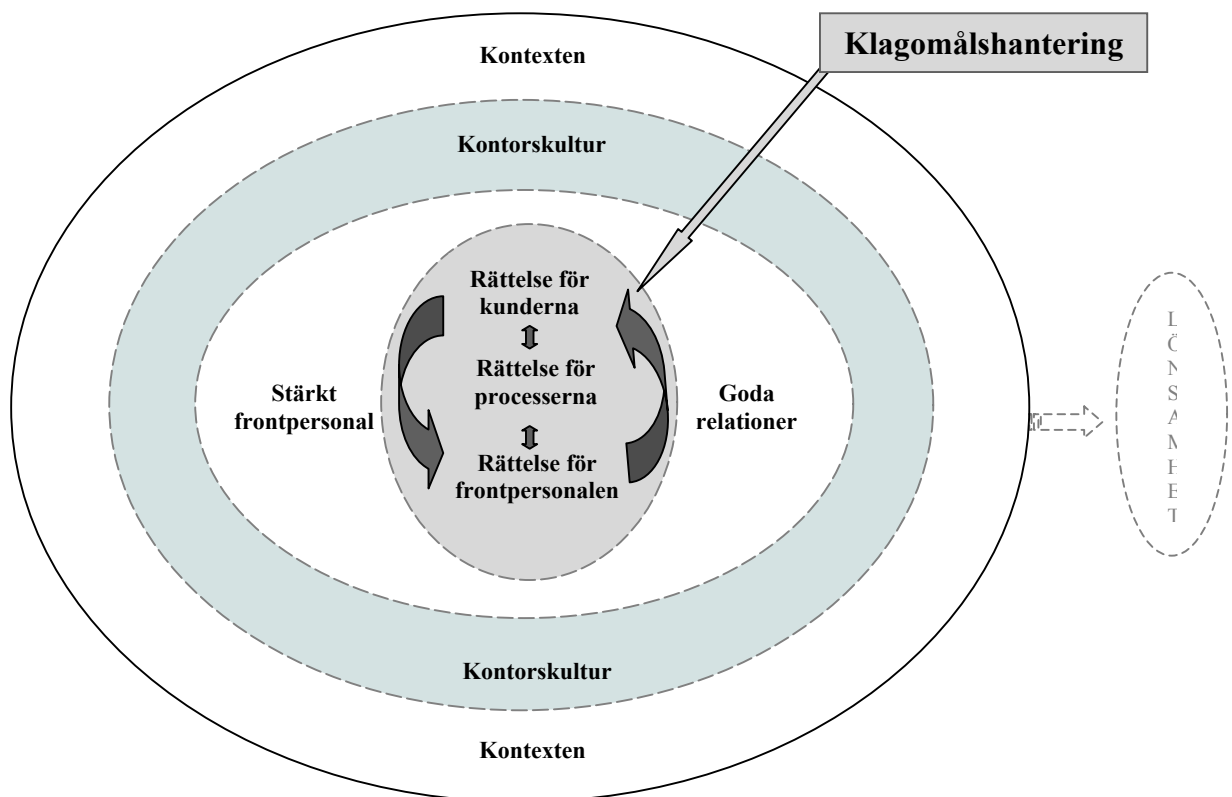 Kontexten
Klagomålshantering
Kontorskultur
Rättelse för
kunderna
Rättelse för
processerna
Rättelse för
frontpersonalen
Stärkt
frontpersonal
Goda
relationer
L
Ö
N
S
A
M
H
E
T
Kontorskultur
Kontexten